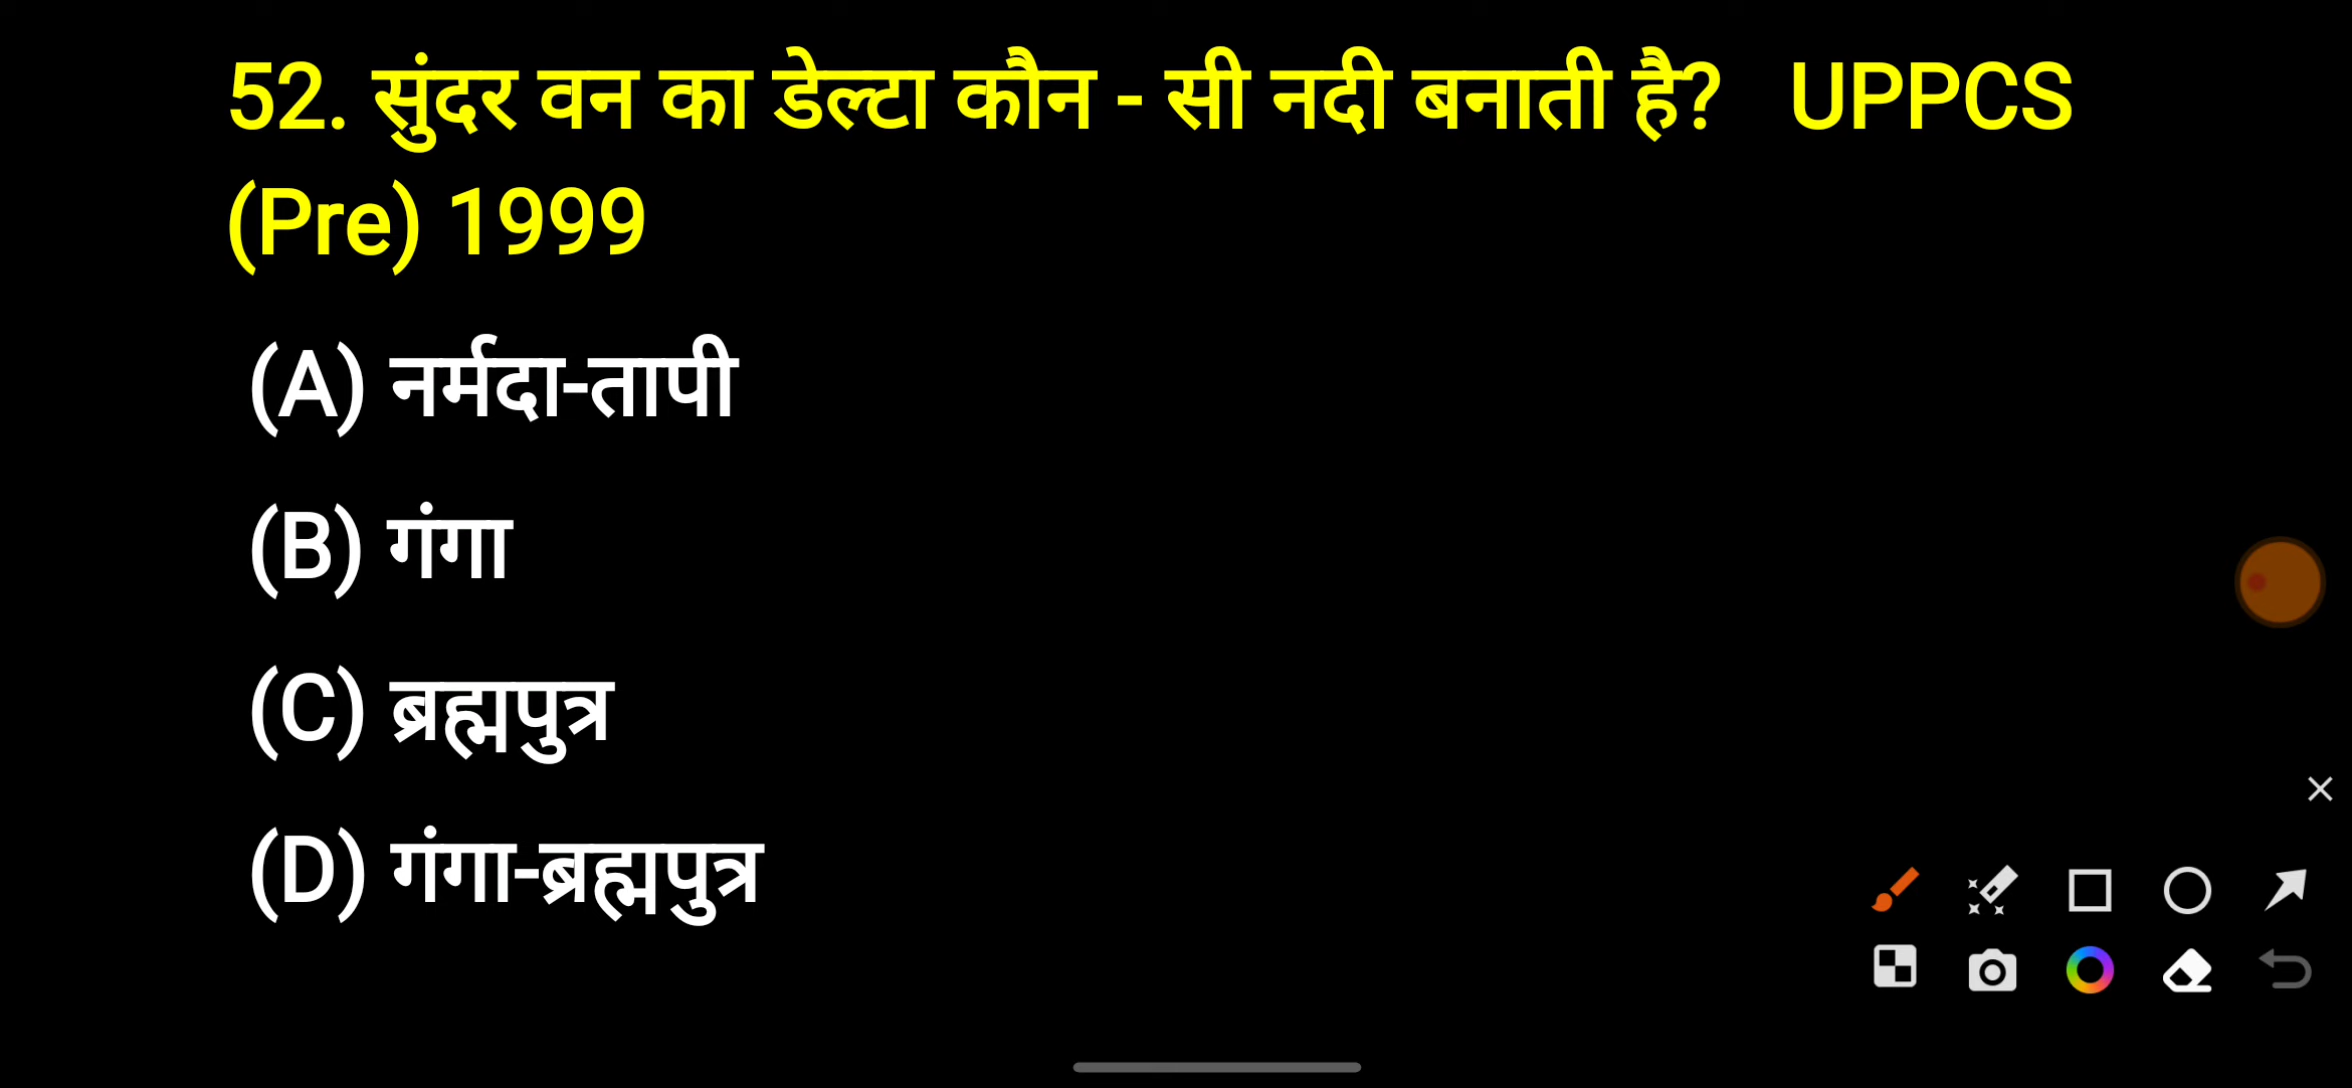 52. सुंदर वन का डेल्टा कौन - सी नदी बनाती है? UPPCS
(Pre) 1999
(A) नर्मदा-तापी
(B) गंगा
(C) ब्रह्मपुत्र
(D) गंगा-ब्रह्मपुत्र